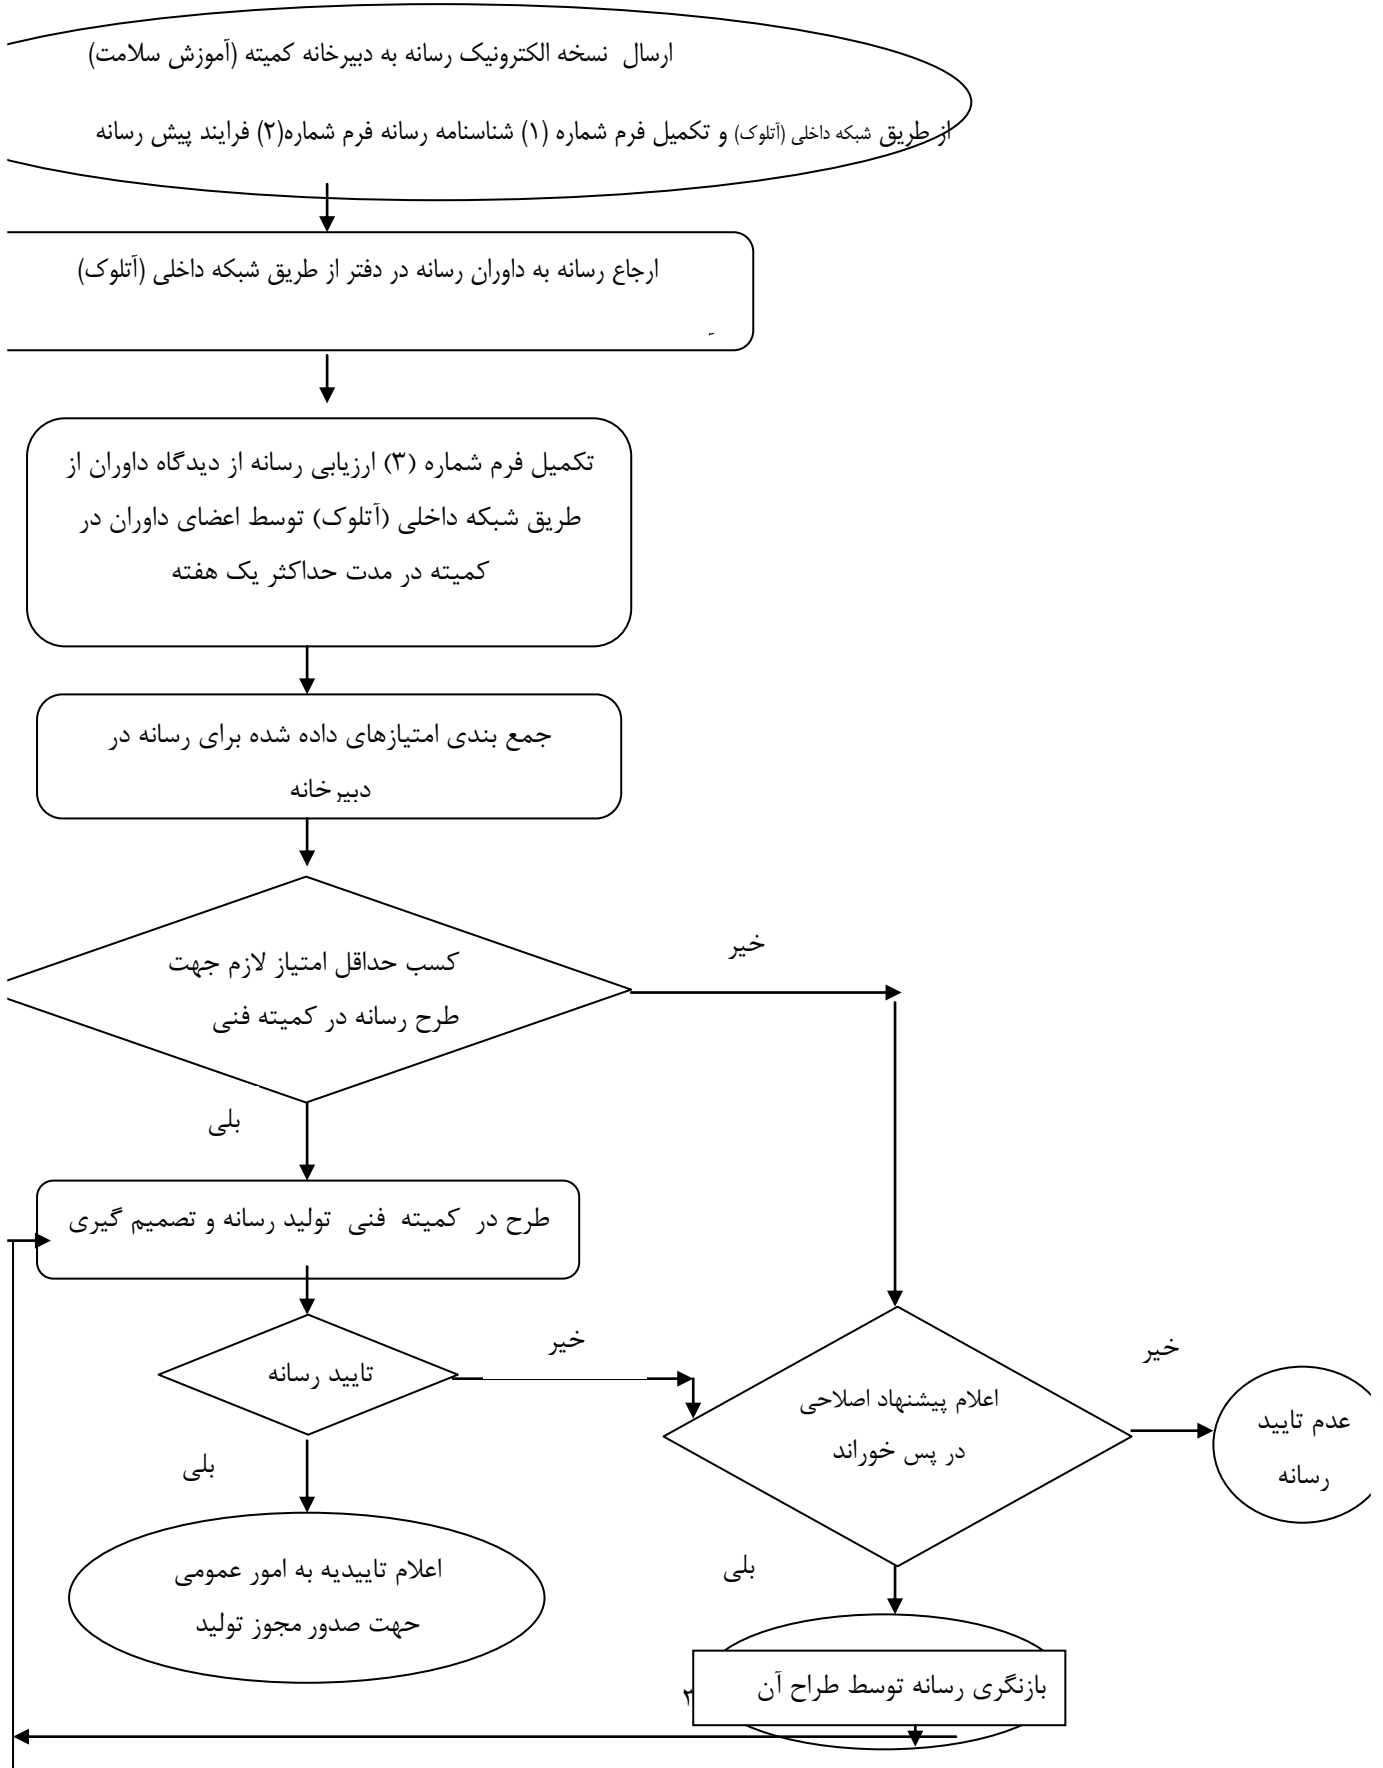 ارسال نسخه الکترونیک رسانه به دبیرخانه کمیته (آموزش سلامت)
از طریق شبکه داخلی (آتلوک) و تکمیل فرم شماره (۱) شناسنامه رسانه فرم شماره(۲) فرایند پیش رسانه
ارجاع رسانه به داوران رسانه در دفتر از طریق شبکه داخلی (آتلوک)
تکمیل فرم شماره (۳) ارزیابی رسانه از دیدگاه داوران از
طریق شبکه داخلی (آتلوک) توسط اعضای داوران در
کمیته در مدت حداکثر یک هفته
جمع بندی امتیازهای داده شده برای رسانه در
دبیرخانه
خیر
کسب حداقل امتیاز لازم جهت
طرح رسانه در کمیته فنی
بلی
طرح در کمیته فنی تولید رسانه و تصمیم گیری
خیر
خیر
تایید رسانه
اعلام پیشنهاد اصلاحی
در پس خوراند
عدم تایید
رسانه
بلی
بلی
اعلام تاییدیه به امور عمومی
جهت صدور مجوز تولید
بازنگری رسانه توسط طراح آن